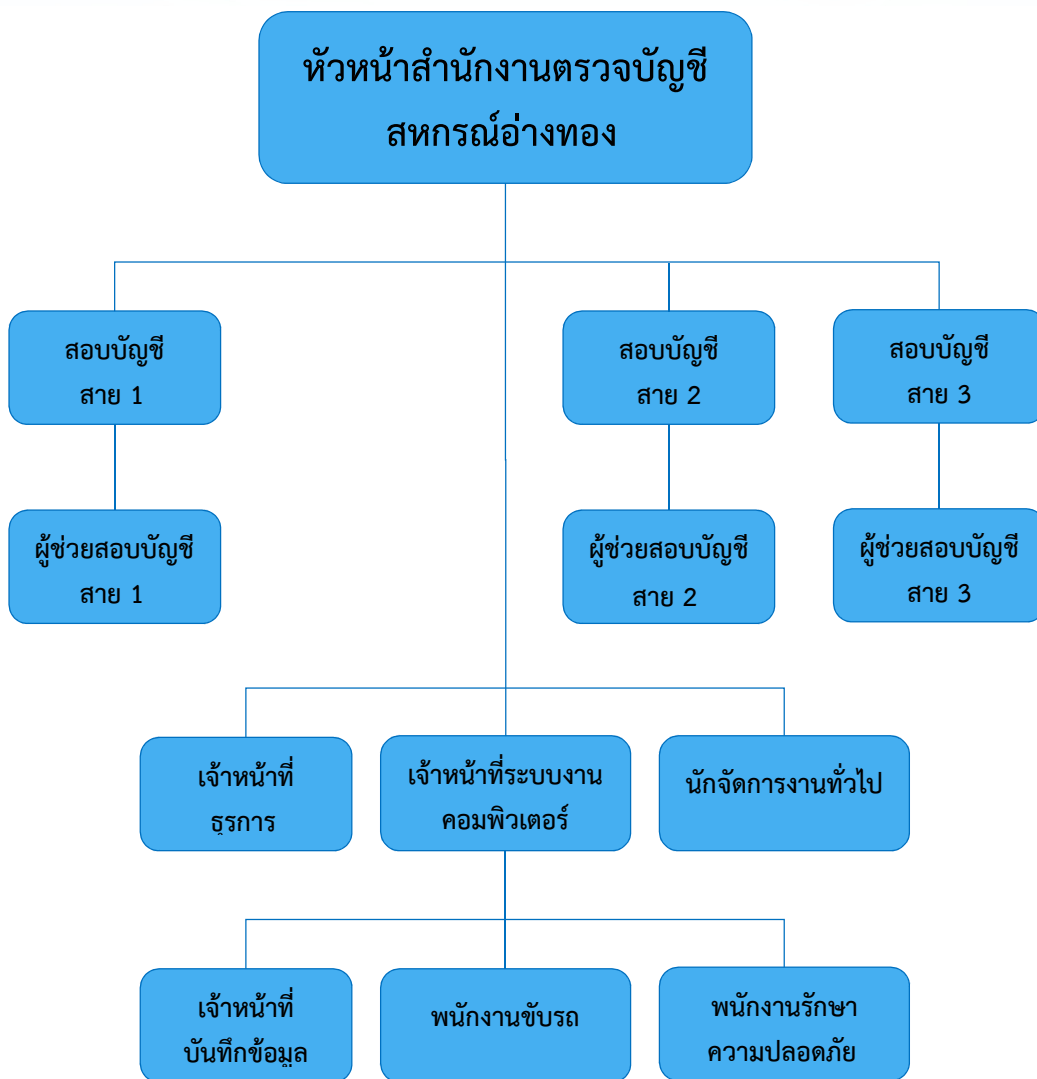 หัวหน้าสำนักงานตรวจบัญชี
สหกรณ์อ่างทอง
สอบบัญชี
สาย 1
สอบบัญชี
สาย 2
สอบบัญชี
สาย 3
ผู้ช่วยสอบบัญชี
สาย 1
ผู้ช่วยสอบบัญชี
สาย 2
ผู้ช่วยสอบบัญชี
สาย 3
เจ้าหน้าที่
ธุรการ
เจ้าหน้าที่ระบบงาน
คอมพิวเตอร์
นักจัดการงานทั่วไป
เจ้าหน้าที่
บันทึกข้อมูล
พนักงานขับรถ
พนักงานรักษา
ความปลอดภัย